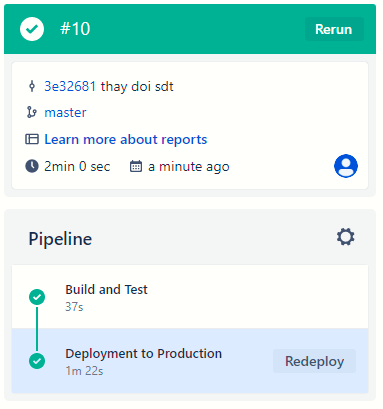 #10
Rerun
3e32681 thay doi sdt
master
Learn more about reports
2min 0 sec a minute ago
Pipeline
Build and Test
37s
Deployment to Production
Redeploy
1m 22s